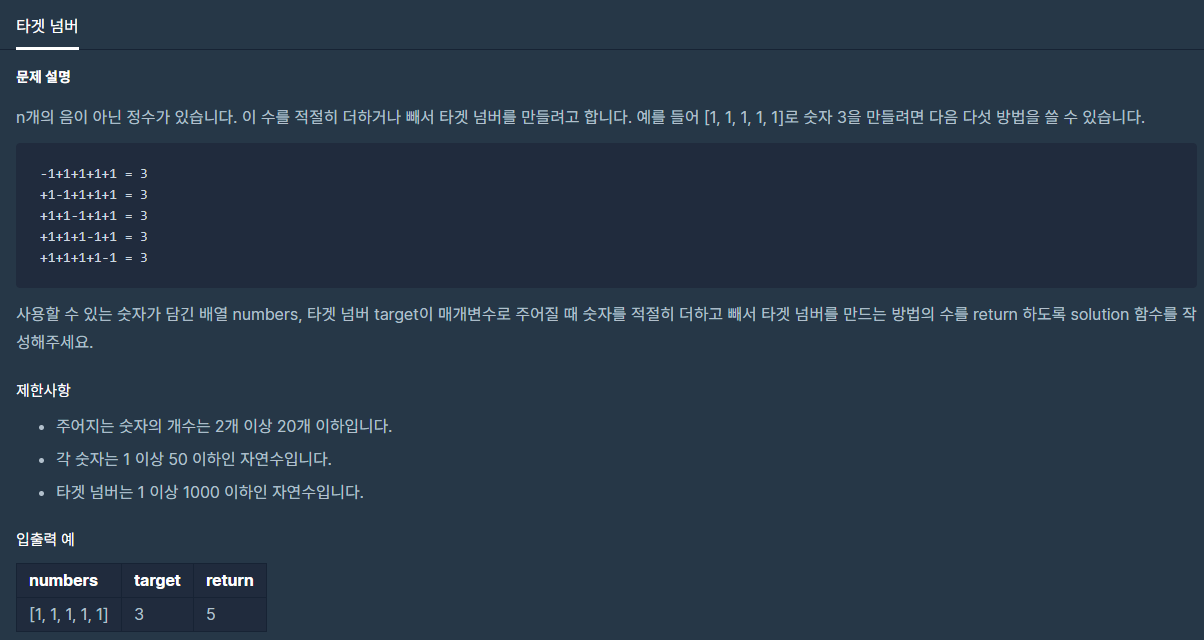 타겟 넘버
문제 설명
n개의 음이 아닌 정수가 있습니다. 이 수를 적절히 더하거나 빼서 타겟 넘버를 만들려고 합니다. 예를 들어 [1, 1, 1, 1, 1]로 숫자 3을 만들려면 다음 다섯 방법을 쓸 수 있습니다.
-1+1+1+1+1 = 3
+1-1+1+1+1 = 3
+1+1-1+1+1 = 3
+1+1+1-1+1 = 3
+1+1+1+1-1 = 3
사용할 수 있는 숫자가 담긴 배열 numbers, 타겟 넘버 target이 매개변수로 주어질 때 숫자를 적절히 더하고 빼서 타겟 넘버를 만드는 방법의 수를 return 하도록 solution 함수를 작
성해주세요.
제한사항
• 주어지는 숫자의 개수는 2개 이상 20개 이하입니다.
• 각 숫자는 1 이상 50 이하인 자연수입니다.
• 타겟 넘버는 1 이상 1000 이하인 자연수입니다.
입출력 예
numbers target return
[1, 1, 1, 1, 1] 3 5